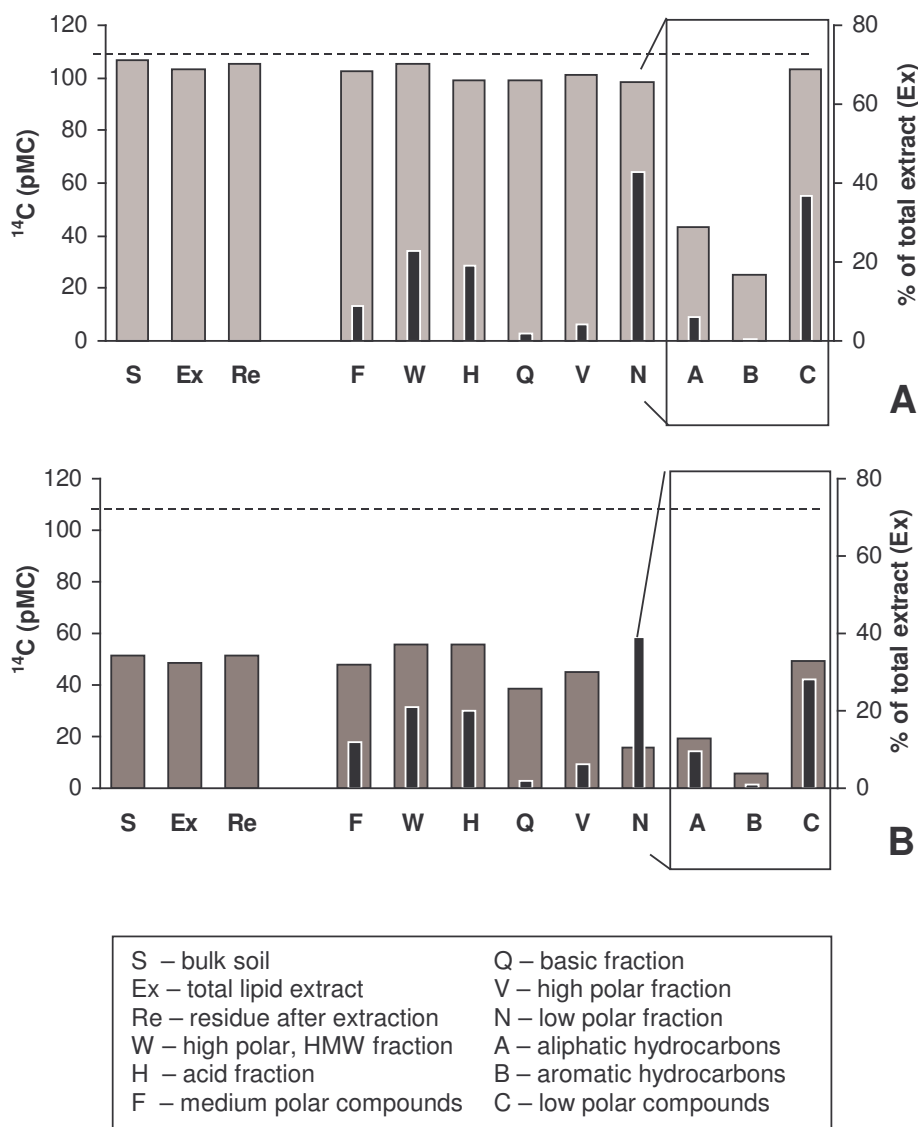 120 80
100
80 60
60 40
40 20
20
0 0
¹⁴C (pMC)
% of total extract (Ex)
S Ex Re F W H Q V N A B C
A
120 80
100
80 60
60 40
40 20
20
0 0
¹⁴C (pMC)
% of total extract (Ex)
S Ex Re F W H Q V N A B C
B
S – bulk soil
Ex – total lipid extract
Re – residue after extraction
W – high polar, HMW fraction
H – acid fraction
F – medium polar compounds
Q – basic fraction
V – high polar fraction
N – low polar fraction
A – aliphatic hydrocarbons
B – aromatic hydrocarbons
C – low polar compounds